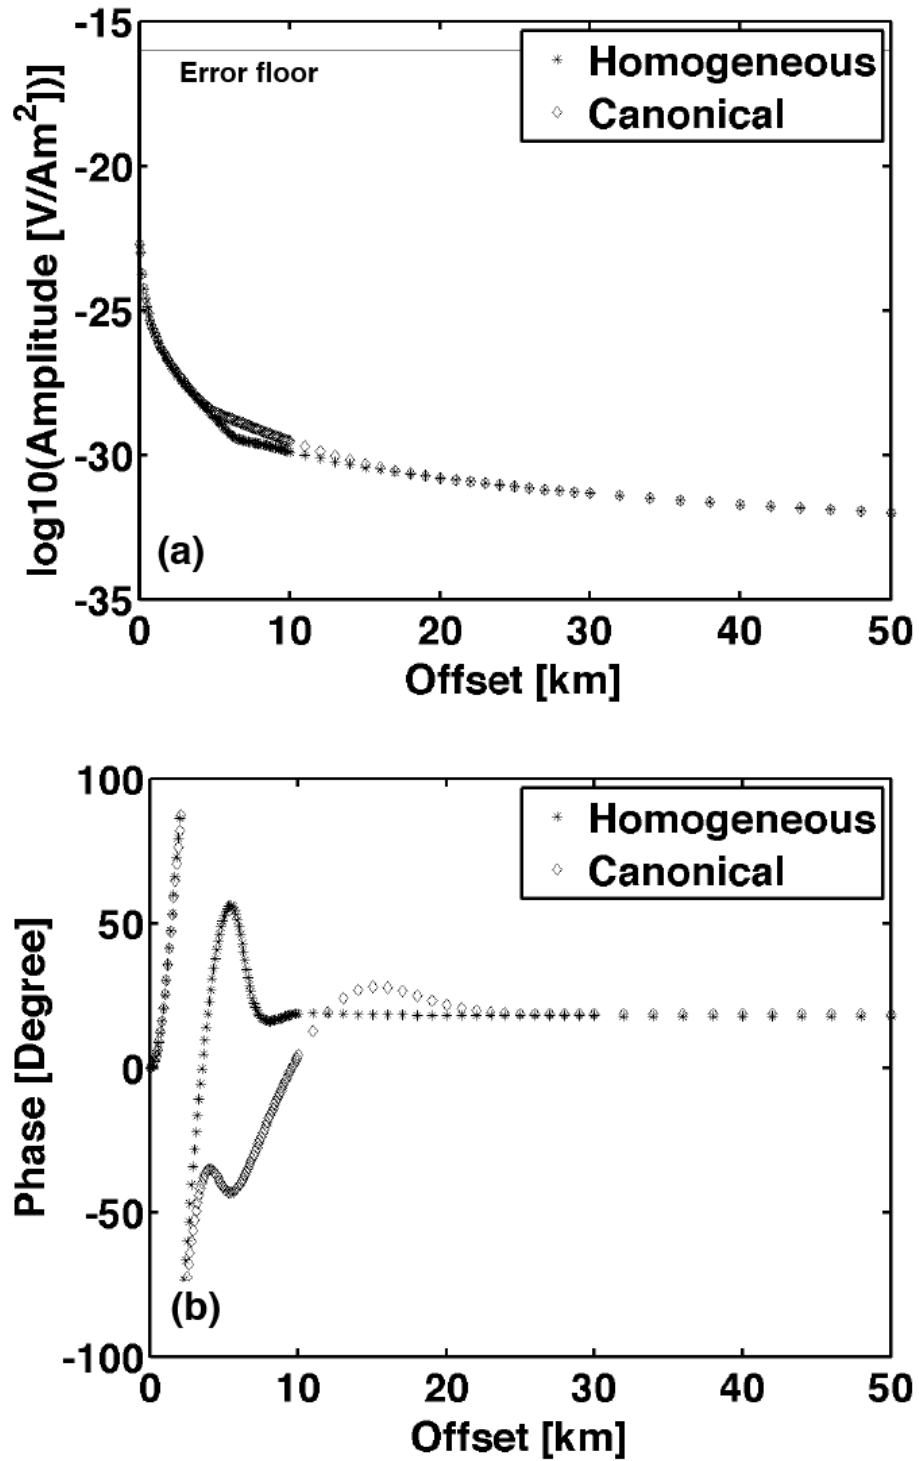 -15
Error floor
* Homogeneous
◇ Canonical
-20
-25
-30
-35
log10(Amplitude [V/Am²]))
(a)
0 10 20 30 40 50
Offset [km]
100
* Homogeneous
◇ Canonical
50
0
-50
-100
Phase [Degree]
(b)
0 10 20 30 40 50
Offset [km]